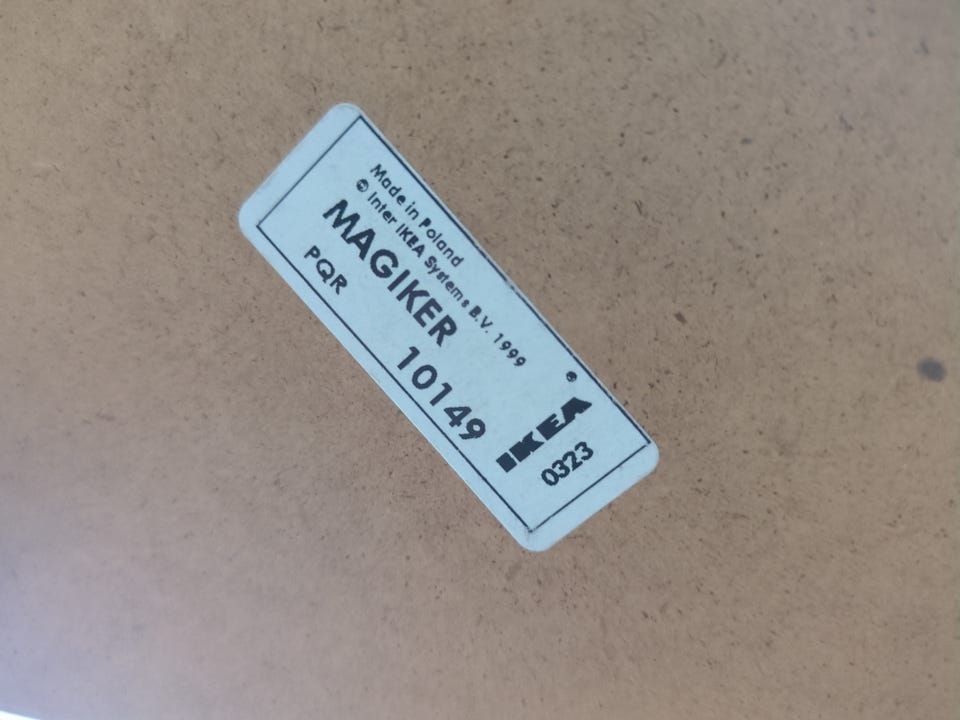 Made in Poland
© Inter IKEA Systems B.V. 1999
MAGIKER
PQR 10149
IKEA
0323